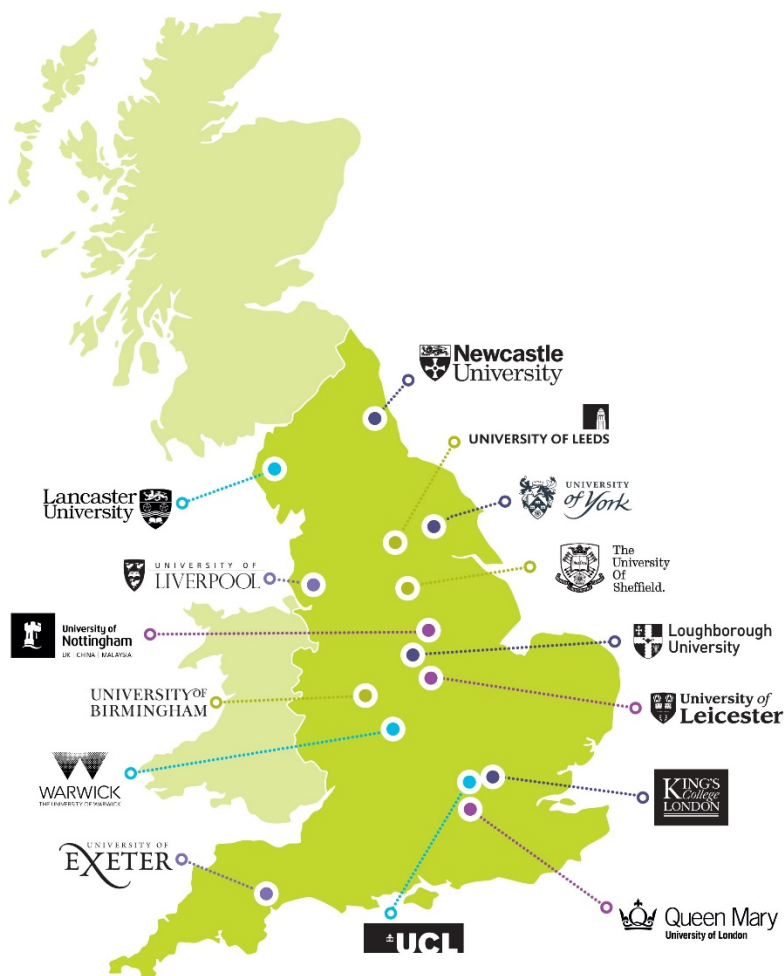 Newcastle
University
UNIVERSITY OF LEEDS
Lancaster
University
UNIVERSITY
of York
UNIVERSITY OF
LIVERPOOL
The
University
Of
Sheffield.
University of
Nottingham
UK | CHINA | MALAYSIA
Loughborough
University
UNIVERSITY OF
BIRMINGHAM
University of
Leicester
WARWICK
THE UNIVERSITY OF WARWICK
KING'S
College
LONDON
UNIVERSITY OF
EXETER
UCL
Queen Mary
University of London